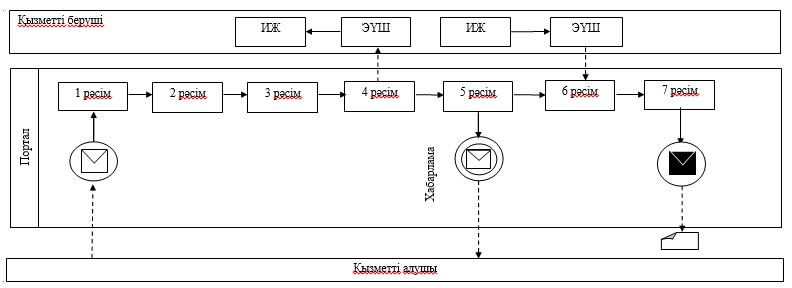 Қызметті беруші
ИЖ
ЭҮШ
ИЖ
ЭҮШ
Портал
1 рәсім
2 рәсім
3 рәсім
4 рәсім
5 рәсім
6 рәсім
7 рәсім
Хабарлама
Қызметті алушы